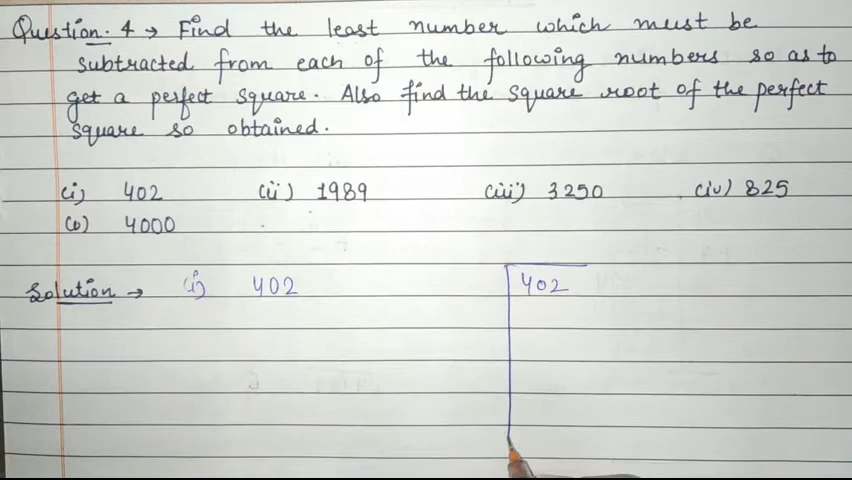 Question. 4 → Find the least number which must be
subtracted from each of the following numbers so as to
get a perfect square. Also find the square root of the perfect
square so obtained.
(i) 402 (ii) 1989 (iii) 3250 (iv) 825
(v) 4000
Solution → (i) 402 402